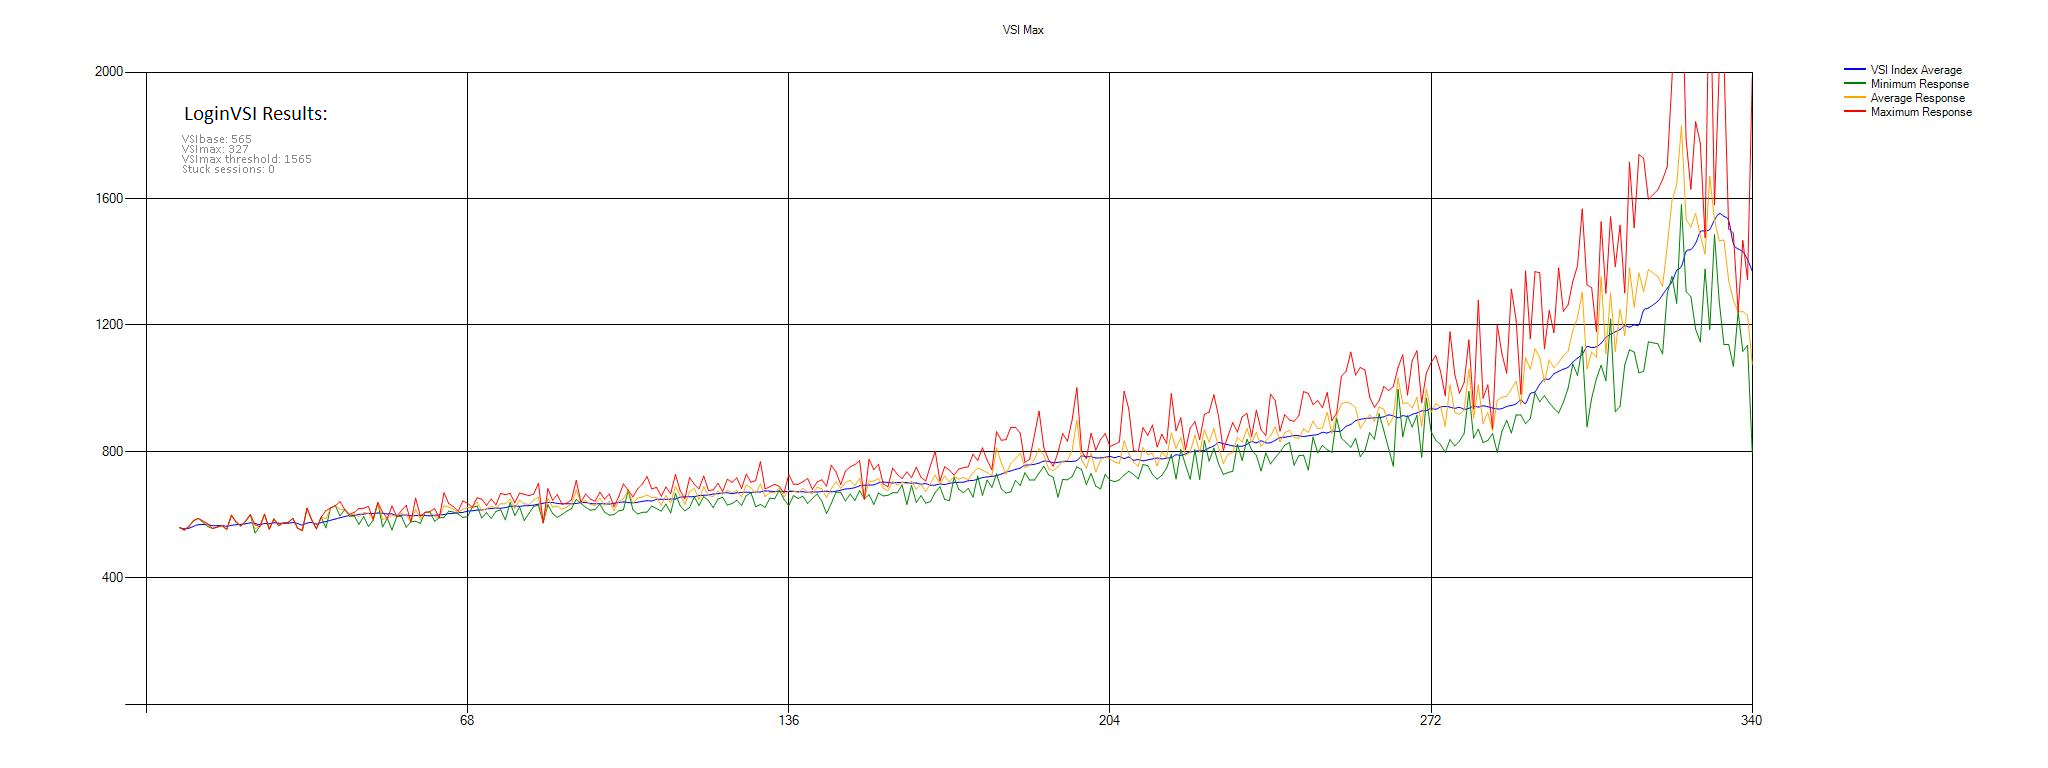 VSI Max
2000
1600
1200
800
400
LoginVSI Results:
VSIbase: 565
VSImax: 327
VSImax threshold: 1565
Stuck sessions: 0
68
136
204
272
340
VSI Index Average
Minimum Response
Average Response
Maximum Response